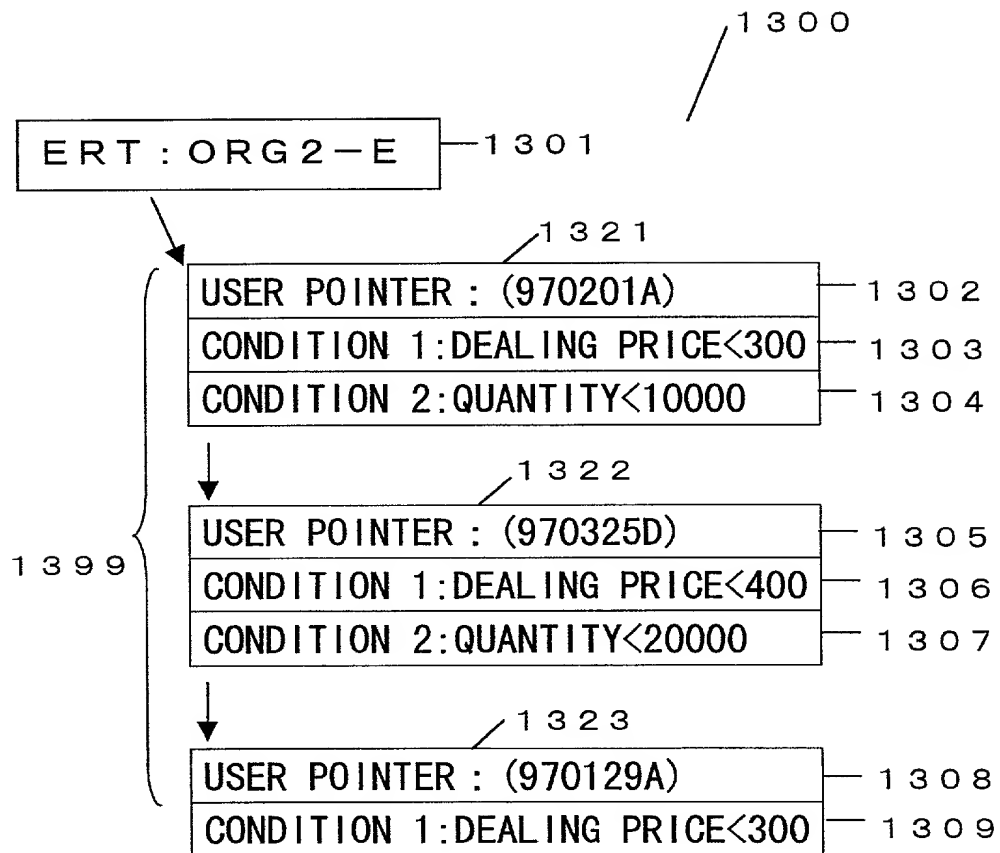 1300
ERT:ORG2-E
1301
1321
USER POINTER : (970201A)
1302
CONDITION 1:DEALING PRICE<300
1303
CONDITION 2:QUANTITY<10000
1304
1322
USER POINTER : (970325D)
1305
CONDITION 1:DEALING PRICE<400
1306
CONDITION 2:QUANTITY<20000
1307
1399
1323
USER POINTER : (970129A)
1308
CONDITION 1:DEALING PRICE<300
1309